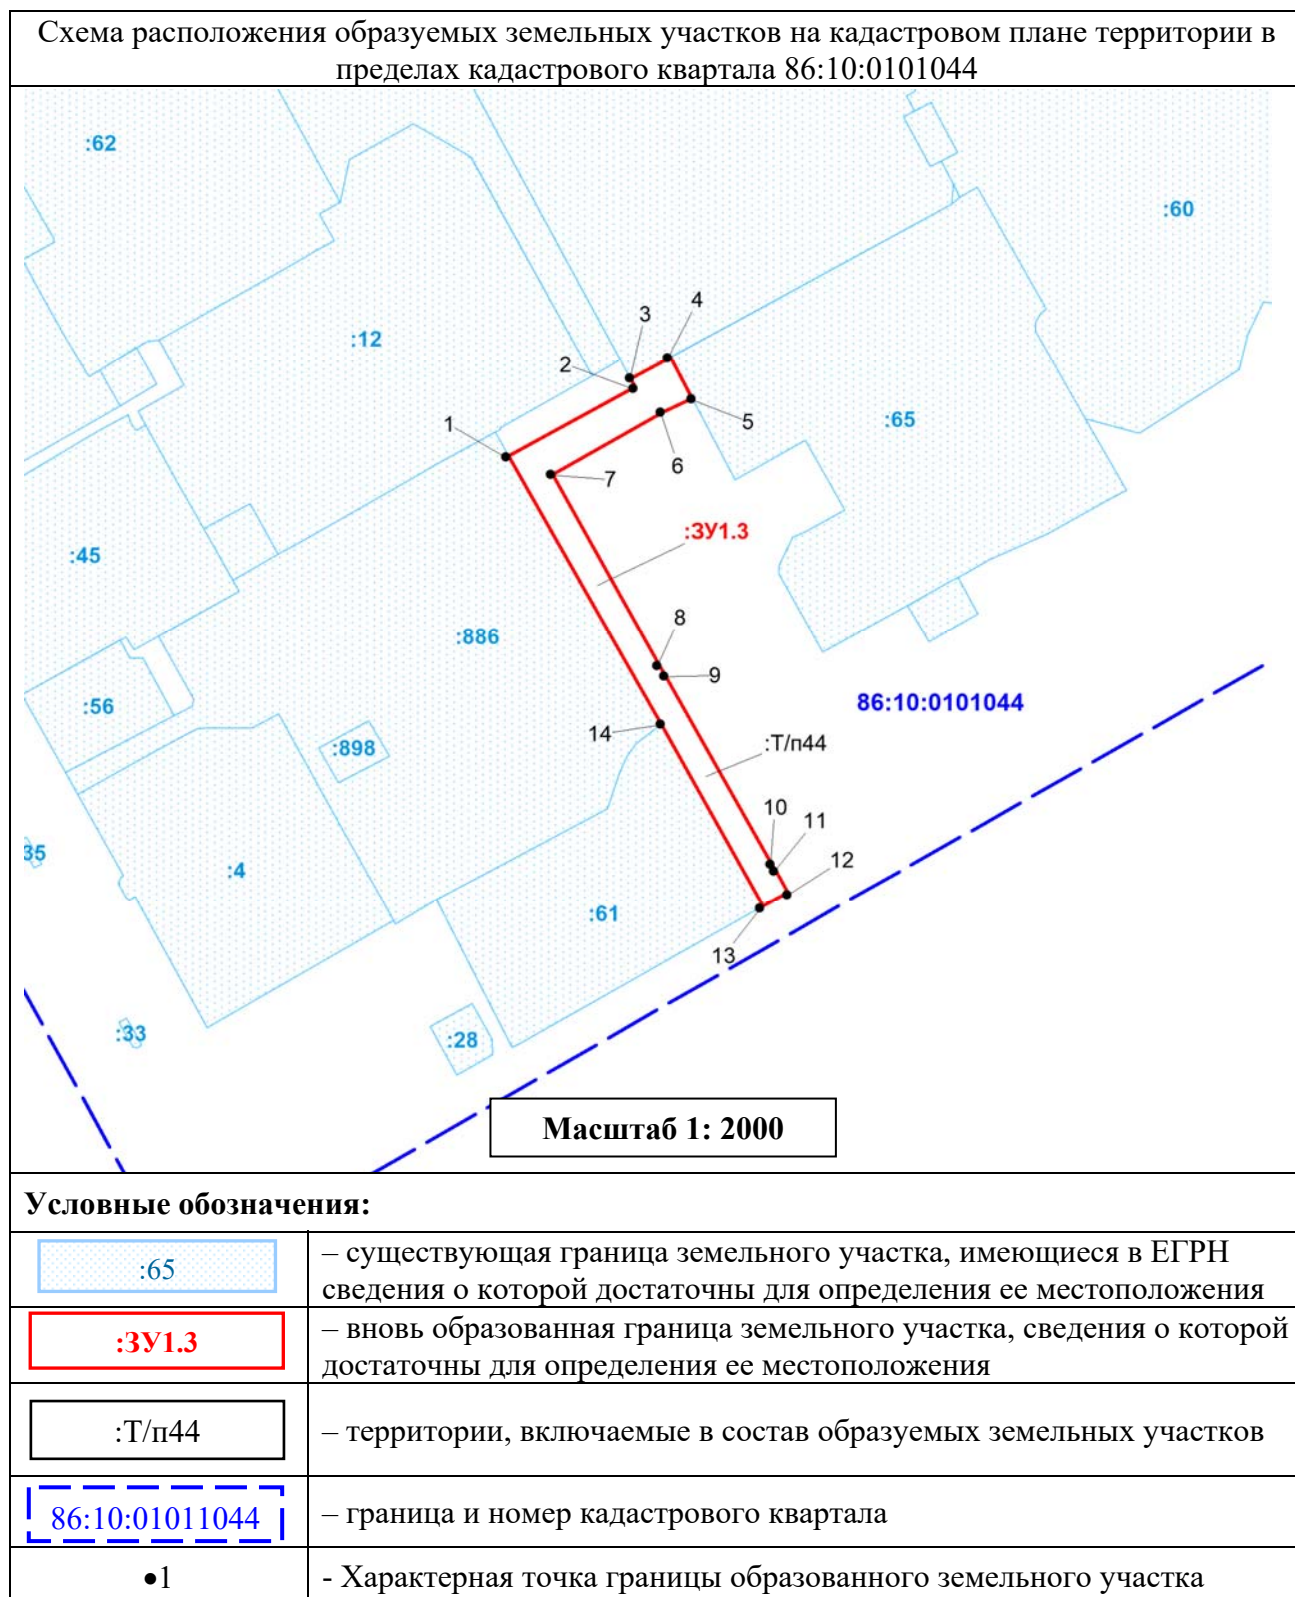 Схема расположения образуемых земельных участков на кадастровом плане территории в
пределах кадастрового квартала 86:10:0101044
:62
:60
:12
3
4
2
1
5
6
7
:65
:ЗУ1.3
:45
:886
8
9
:56
86:10:0101044
14
:898
:Т/п44
10
11
35
12
:4
:61
13
:33
:28
Масштаб 1: 2000
Условные обозначения:
:65
– существующая граница земельного участка, имеющиеся в ЕГРН
сведения о которой достаточны для определения ее местоположения
:ЗУ1.3
– вновь образованная граница земельного участка, сведения о которой
достаточны для определения ее местоположения
:Т/п44
– территории, включаемые в состав образуемых земельных участков
86:10:01011044
– граница и номер кадастрового квартала
•1
- Характерная точка границы образованного земельного участка